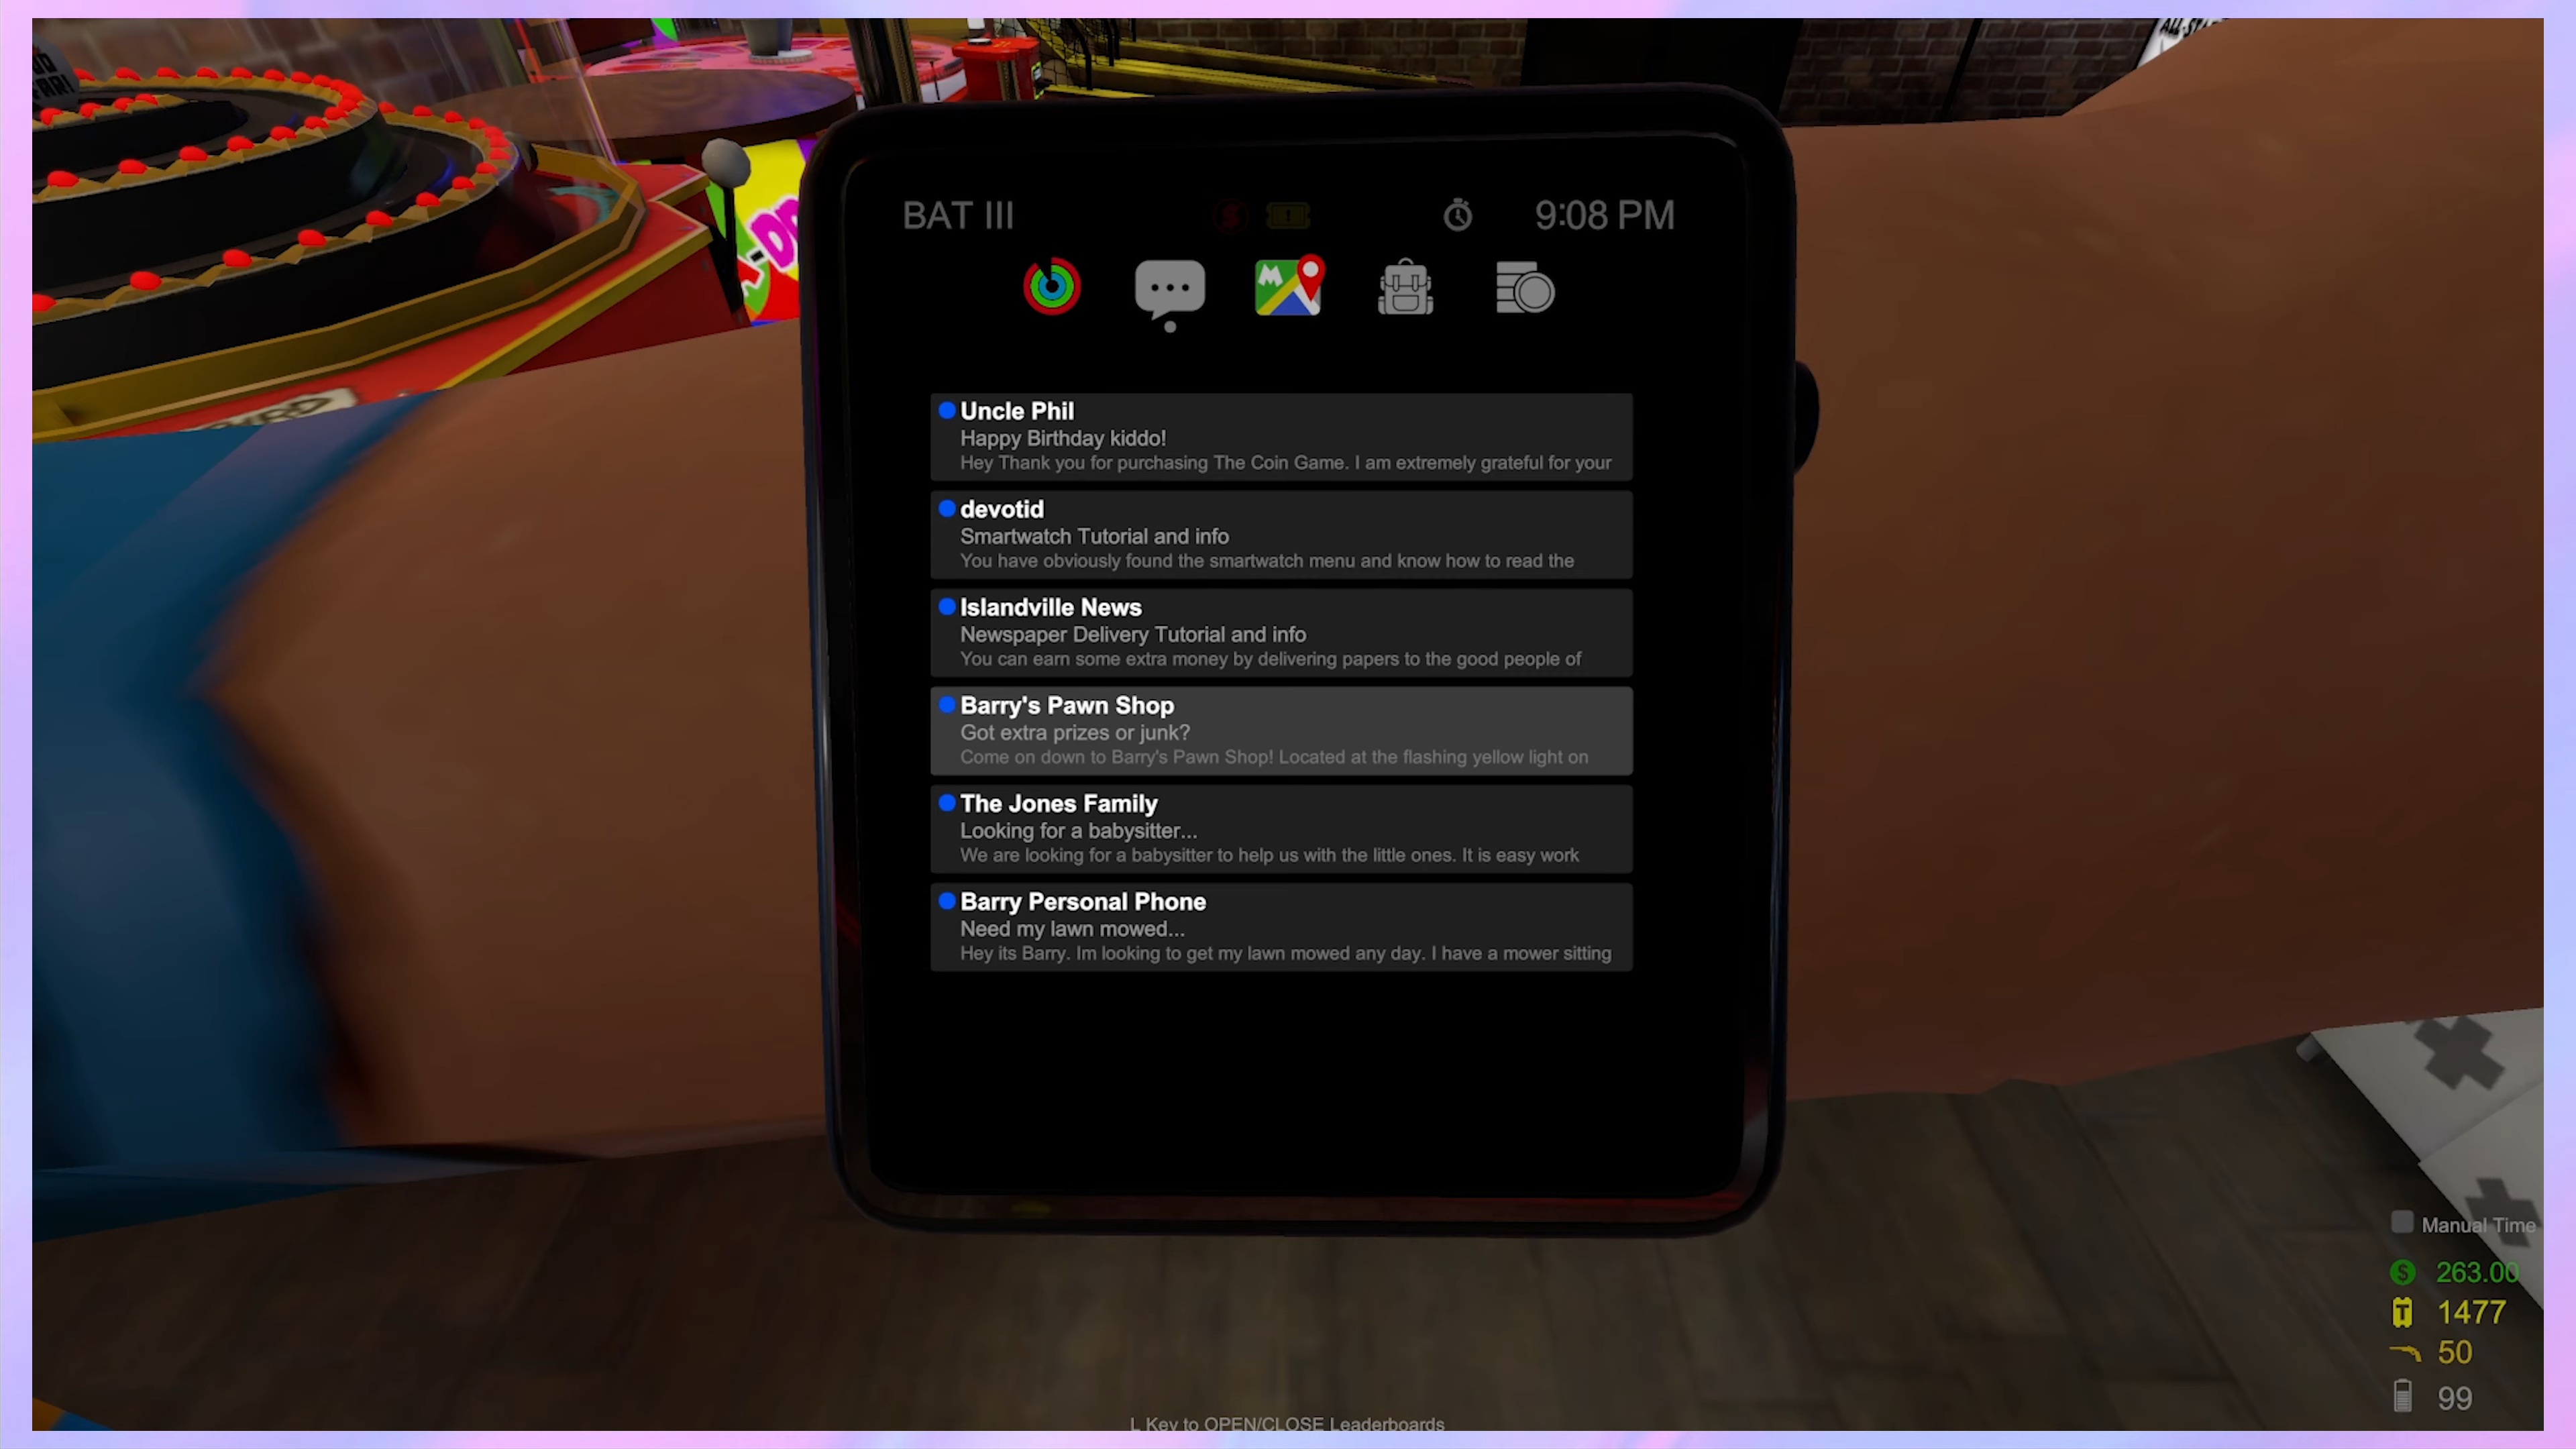 BAT III
9:08 PM
Uncle Phil
Happy Birthday kiddo!
Hey Thank you for purchasing The Coin Game. I am extremely grateful for your
devotid
Smartwatch Tutorial and info
You have obviously found the smartwatch menu and know how to read the
Islandville News
Newspaper Delivery Tutorial and info
You can earn some extra money by delivering papers to the good people of
Barry's Pawn Shop
Got extra prizes or junk?
Come on down to Barry's Pawn Shop! Located at the flashing yellow light on
The Jones Family
Looking for a babysitter...
We are looking for a babysitter to help us with the little ones. It is easy work
Barry Personal Phone
Need my lawn mowed...
Hey its Barry. Im looking to get my lawn mowed any day. I have a mower sitting
Manual Time
$ 263.00
T 1477
50
99
L Key to OPEN/CLOSE Leaderboards